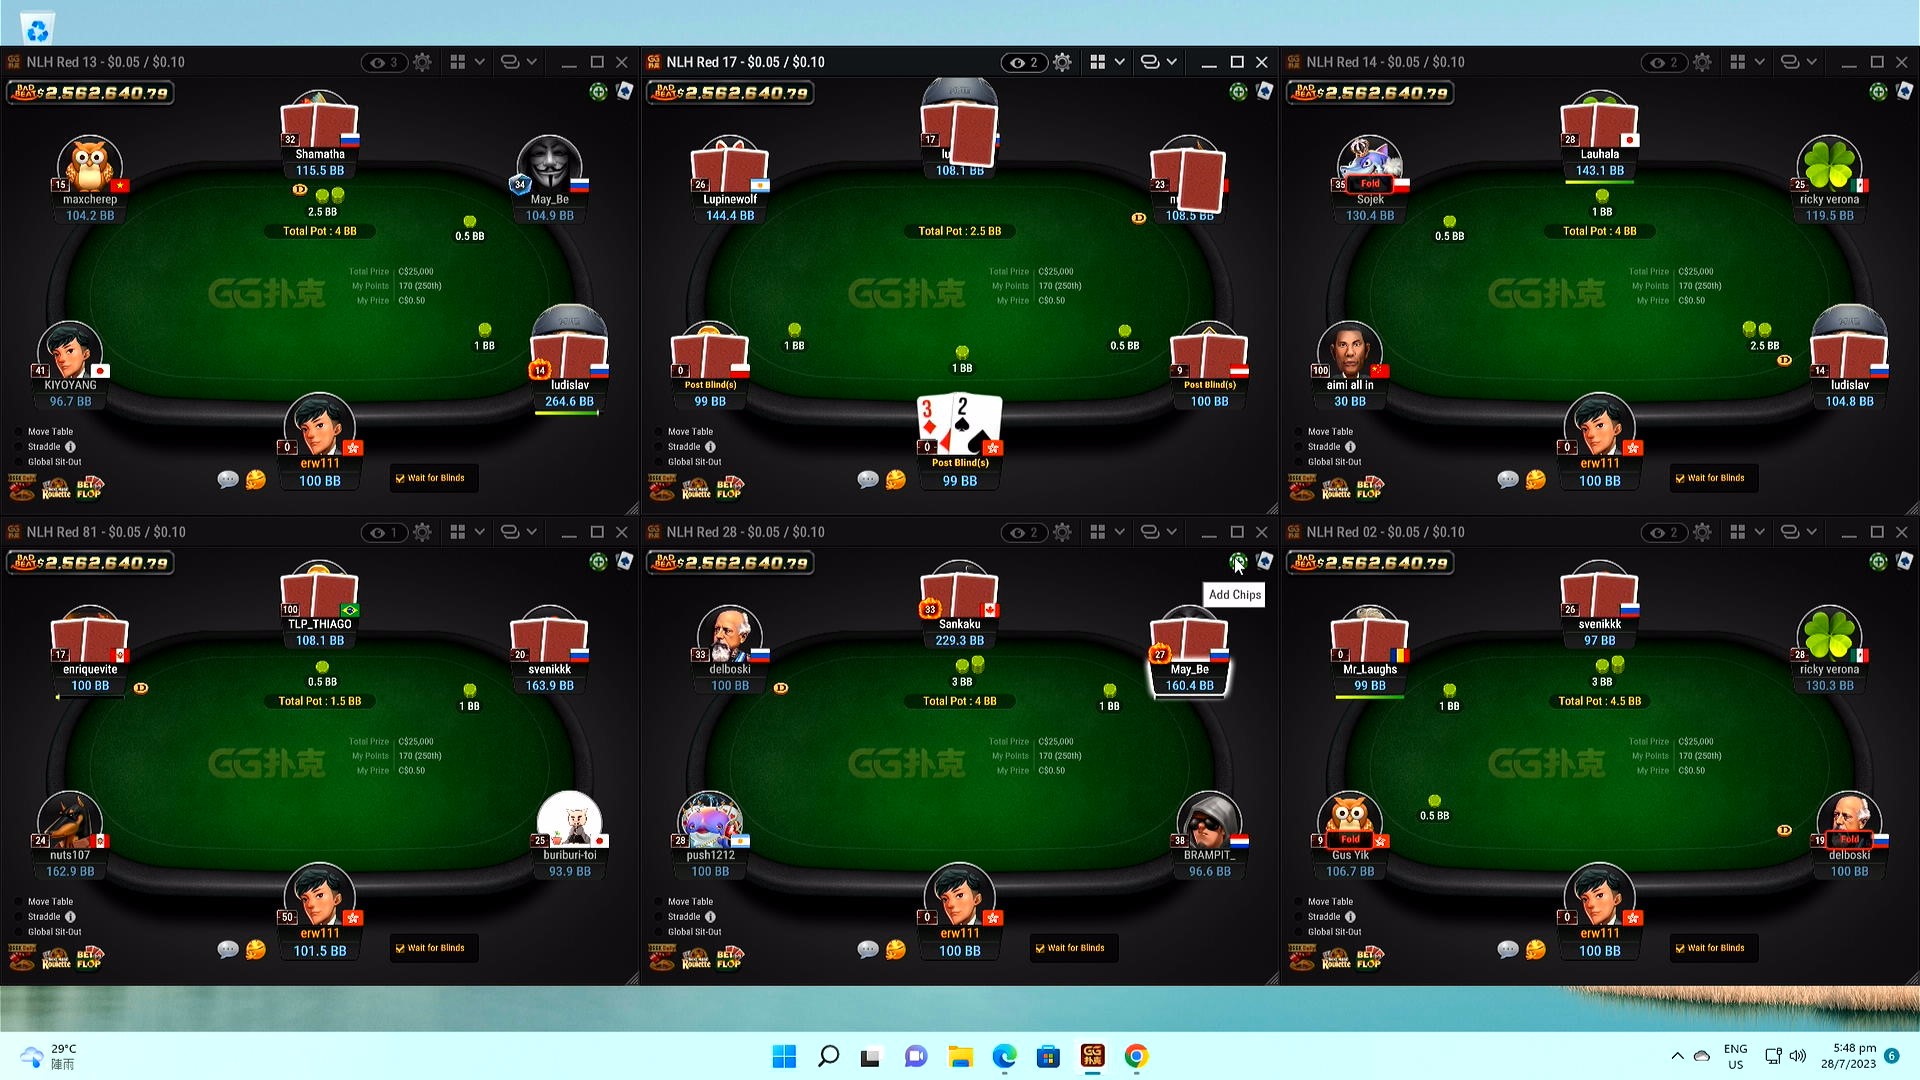 NLH Red 13 - $0.05 / $0.10
3
BAD BEAT $2,562,640.79
32
Shamatha
115.5 BB
15
maxcherep
104.2 BB
34
May_Be
104.9 BB
D
2.5 BB
0.5 BB
Total Pot : 4 BB
Total Prize C$25,000
My Points 170 (250th)
My Prize C$0.50
GG扑克
1 BB
41
KIYOYANG
96.7 BB
14
ludislav
264.6 BB
Move Table
Straddle
Global Sit-Out
0
erw111
100 BB
Wait for Blinds
Roulette
BET FLOP
NLH Red 17 - $0.05 / $0.10
2
BAD BEAT $2,562,640.79
17
108.1 BB
26
Lupinewolf
144.4 BB
23
108.5 BB
D
Total Pot : 2.5 BB
Total Prize C$25,000
My Points 170 (250th)
My Prize C$0.50
GG扑克
1 BB
0.5 BB
1 BB
0
Post Blind(s)
99 BB
9
Post Blind(s)
100 BB
3 2
Move Table
Straddle
Global Sit-Out
0
Post Blind(s)
99 BB
Roulette
BET FLOP
NLH Red 14 - $0.05 / $0.10
2
BAD BEAT $2,562,640.79
28
Lauhala
143.1 BB
35
Fold
Sojek
130.4 BB
25
ricky verona
119.5 BB
1 BB
0.5 BB
Total Pot : 4 BB
Total Prize C$25,000
My Points 170 (250th)
My Prize C$0.50
GG扑克
2.5 BB
D
100
aimi all in
30 BB
14
ludislav
104.8 BB
Move Table
Straddle
Global Sit-Out
0
erw111
100 BB
Wait for Blinds
Roulette
BET FLOP
NLH Red 81 - $0.05 / $0.10
1
BAD BEAT $2,562,640.79
100
TLP_THIAGO
108.1 BB
17
enriquevite
100 BB
20
svenikkk
163.9 BB
D
0.5 BB
1 BB
Total Pot : 1.5 BB
Total Prize C$25,000
My Points 170 (250th)
My Prize C$0.50
GG扑克
24
nuts107
162.9 BB
25
buriburi-toi
93.9 BB
Move Table
Straddle
Global Sit-Out
50
erw111
101.5 BB
Wait for Blinds
Roulette
BET FLOP
NLH Red 28 - $0.05 / $0.10
2
BAD BEAT $2,562,640.79
Add Chips
33
Sankaku
229.3 BB
33
delboski
100 BB
27
May_Be
160.4 BB
D
3 BB
1 BB
Total Pot : 4 BB
Total Prize C$25,000
My Points 170 (250th)
My Prize C$0.50
GG扑克
28
push1212
100 BB
38
BRAMPIT_
96.6 BB
Move Table
Straddle
Global Sit-Out
0
erw111
100 BB
Wait for Blinds
Roulette
BET FLOP
NLH Red 02 - $0.05 / $0.10
2
BAD BEAT $2,562,640.79
26
svenikkk
97 BB
0
Mr_Laughs
99 BB
28
ricky verona
130.3 BB
3 BB
1 BB
Total Pot : 4.5 BB
Total Prize C$25,000
My Points 170 (250th)
My Prize C$0.50
GG扑克
0.5 BB
D
9
Fold
Gus Yik
106.7 BB
19
Fold
delboski
100 BB
Move Table
Straddle
Global Sit-Out
0
erw111
100 BB
Wait for Blinds
Roulette
BET FLOP
29°C
陣雨
GG扑克
ENG
US
5:48 pm
28/7/2023
6